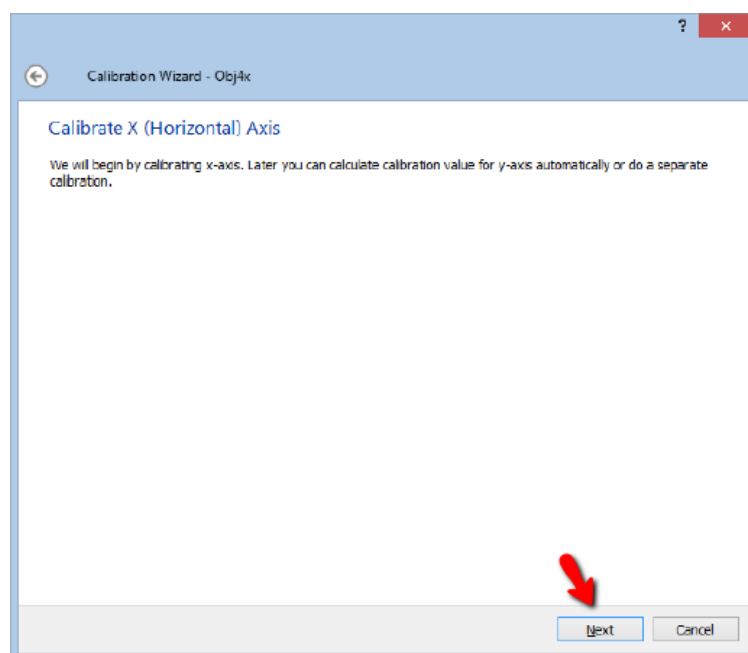 ?
Calibration Wizard - Obj4x
Calibrate X (Horizontal) Axis
We will begin by calibrating x-axis. Later you can calculate calibration value for y-axis automatically or do a separate
calibration.
Next Cancel